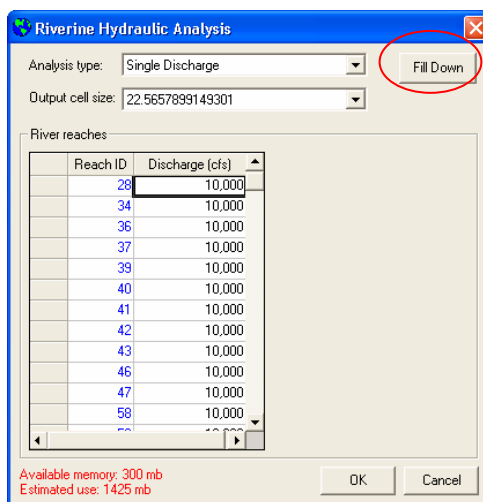 Riverine Hydraulic Analysis
Analysis type: Single Discharge Fill Down
Output cell size: 22.5657899149301
River reaches
Reach ID Discharge (cfs)
28 10,000
34 10,000
36 10,000
37 10,000
39 10,000
40 10,000
41 10,000
42 10,000
43 10,000
46 10,000
47 10,000
58 10,000
Available memory: 300 mb
Estimated use: 1425 mb
OK Cancel